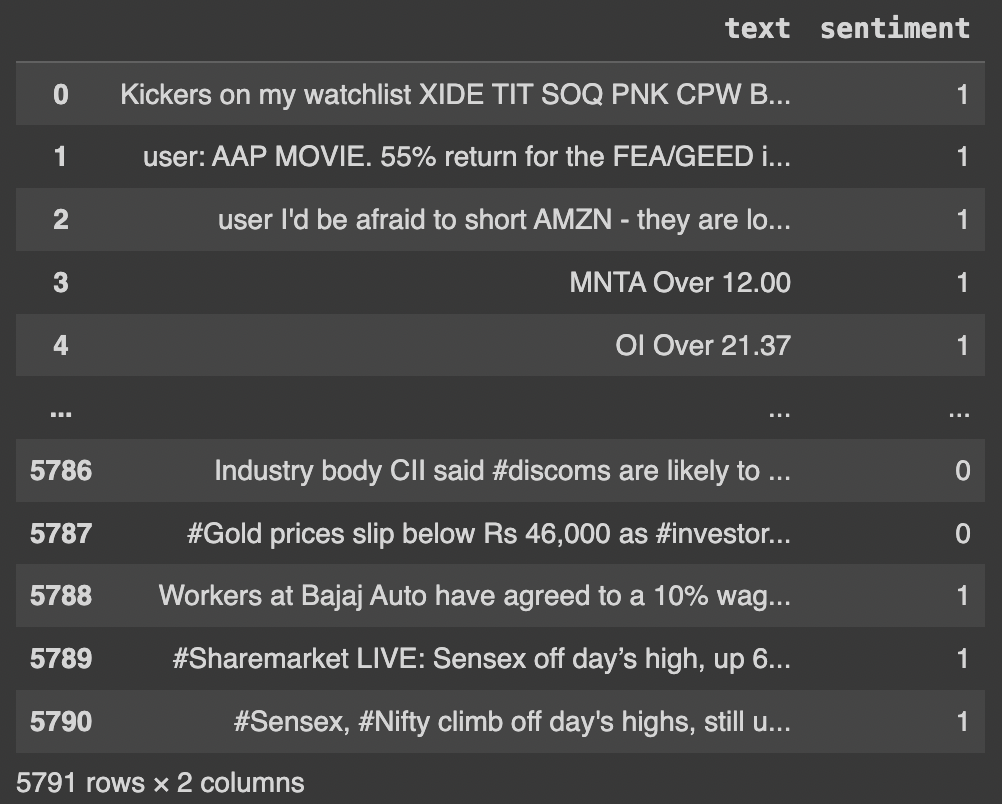 text sentiment
0 Kickers on my watchlist XIDE TIT SOQ PNK CPW B... 1
1 user: AAP MOVIE. 55% return for the FEA/GEED i... 1
2 user I'd be afraid to short AMZN - they are lo... 1
3 MNTA Over 12.00 1
4 OI Over 21.37 1
... ... ...
5786 Industry body CII said #discoms are likely to ... 0
5787 #Gold prices slip below Rs 46,000 as #investor... 0
5788 Workers at Bajaj Auto have agreed to a 10% wag... 1
5789 #Sharemarket LIVE: Sensex off day’s high, up 6... 1
5790 #Sensex, #Nifty climb off day's highs, still u... 1
5791 rows × 2 columns